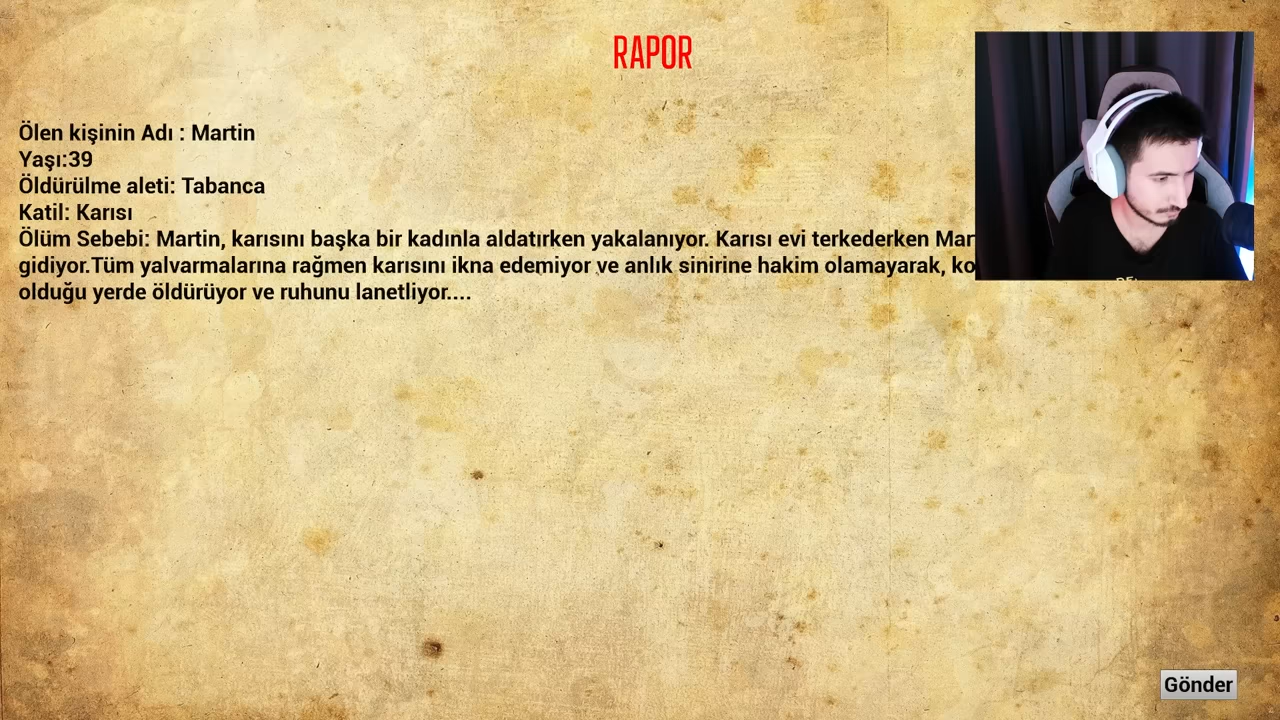 RAPOR
Ölen kişinin Adı : Martin
Yaşı:39
Öldürülme aleti: Tabanca
Katil: Karısı
Ölüm Sebebi: Martin, karısını başka bir kadınla aldatırken yakalanıyor. Karısı evi terkederken
gidiyor.Tüm yalvarmalarına rağmen karısını ikna edemiyor ve anlık sinirine hakim olamayarak,
olduğu yerde öldürüyor ve ruhunu lanetliyor....
Gönder